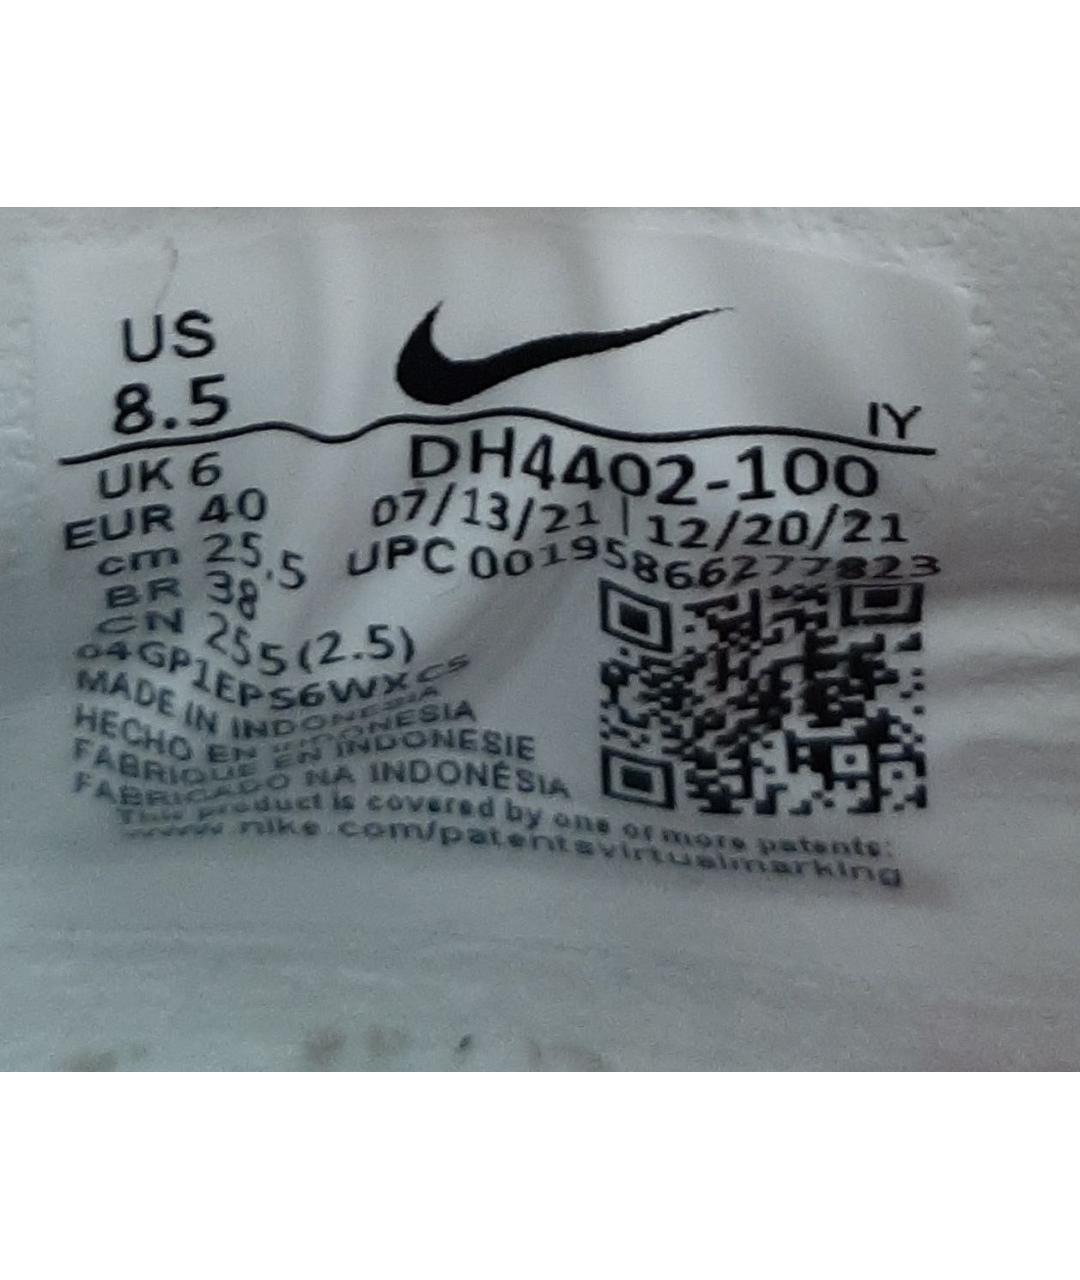 US
8.5
IY
UK 6
EUR 40
cm 25.5
BR 38
CN 255(2.5)
DH4402-100
07/13/21 | 12/20/21
UPC 00195866277823
04GP1EPS6WXCS
MADE IN INDONESIA
HECHO EN INDONESIA
FABRIQUE EN INDONESIE
FABRICADO NA INDONÉSIA
This product is covered by one or more patents:
www.nike.com/patentsvirtualmarking